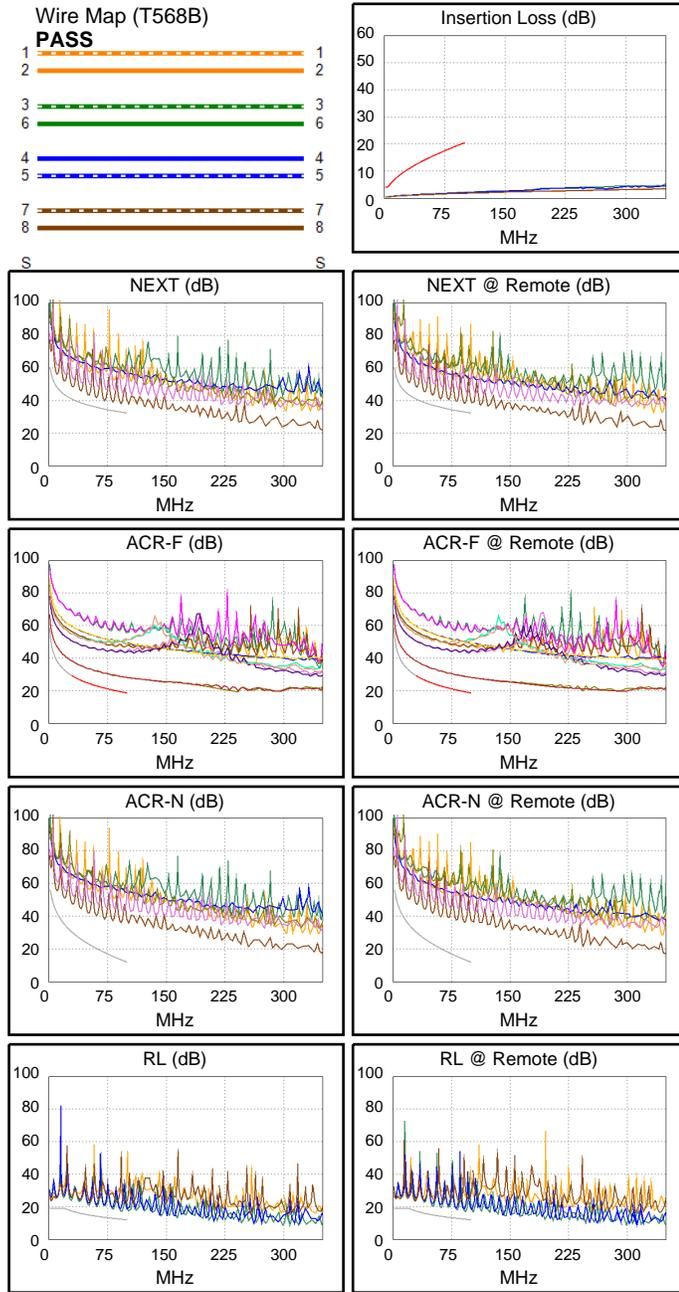 Wire Map (T568B)
PASS
1 1
2 2
3 3
6 6
4 4
5 5
7 7
8 8
S S
Insertion Loss (dB)
60
50
40
30
20
10
0
0 75 150 225 300
MHz
NEXT (dB)
100
80
60
40
20
0
0 75 150 225 300
MHz
NEXT @ Remote (dB)
100
80
60
40
20
0
0 75 150 225 300
MHz
ACR-F (dB)
100
80
60
40
20
0
0 75 150 225 300
MHz
ACR-F @ Remote (dB)
100
80
60
40
20
0
0 75 150 225 300
MHz
ACR-N (dB)
100
80
60
40
20
0
0 75 150 225 300
MHz
ACR-N @ Remote (dB)
100
80
60
40
20
0
0 75 150 225 300
MHz
RL (dB)
100
80
60
40
20
0
0 75 150 225 300
MHz
RL @ Remote (dB)
100
80
60
40
20
0
0 75 150 225 300
MHz